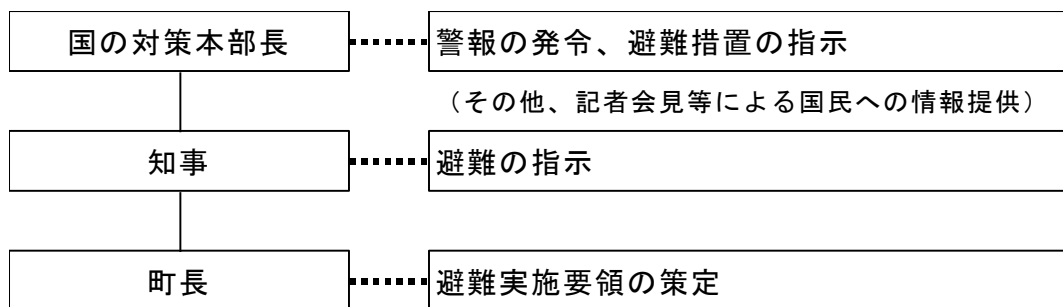 国の対策本部長
警報の発令、避難措置の指示
（その他、記者会見等による国民への情報提供）
知事
避難の指示
町長
避難実施要領の策定